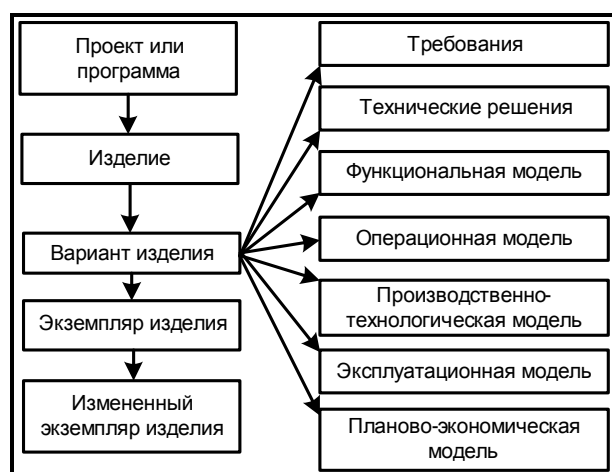 Проект или
программа
Изделие
Вариант изделия
Экземпляр изделия
Измененный
экземпляр изделия
Требования
Технические решения
Функциональная модель
Операционная модель
Производственно-
технологическая модель
Эксплуатационная модель
Планово-экономическая
модель